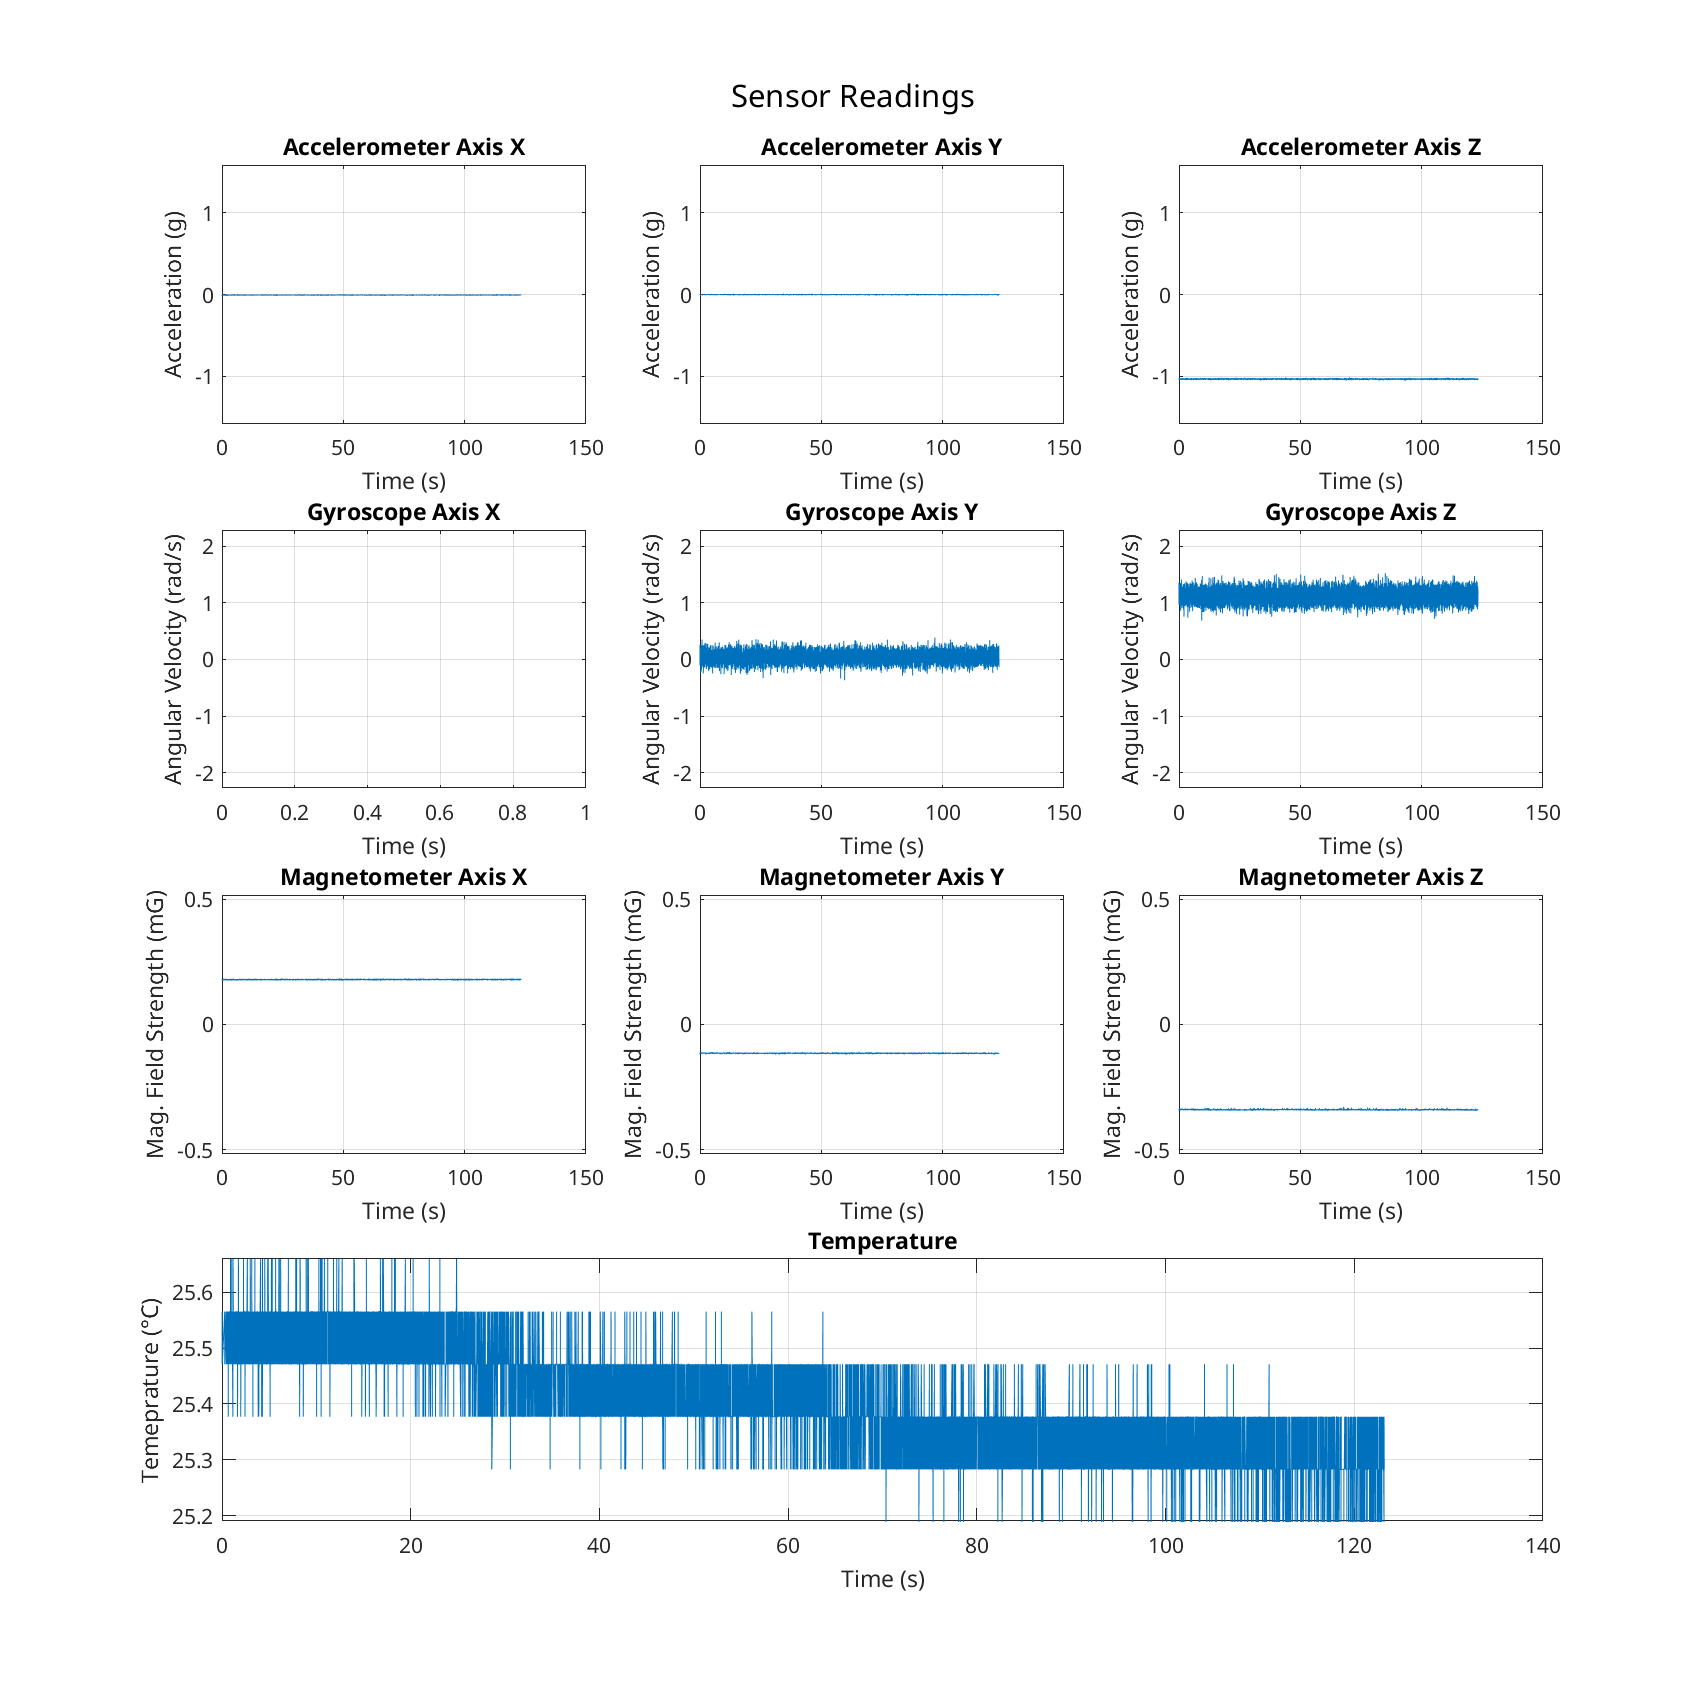 Sensor Readings
Accelerometer Axis X
Accelerometer Axis Y
Accelerometer Axis Z
Acceleration (g)
1
0
-1
0 50 100 150
Time (s)
Acceleration (g)
1
0
-1
0 50 100 150
Time (s)
Acceleration (g)
1
0
-1
0 50 100 150
Time (s)
Gyroscope Axis X
Gyroscope Axis Y
Gyroscope Axis Z
Angular Velocity (rad/s)
2
1
0
-1
-2
0 0.2 0.4 0.6 0.8 1
Time (s)
Angular Velocity (rad/s)
2
1
0
-1
-2
0 50 100 150
Time (s)
Angular Velocity (rad/s)
2
1
0
-1
-2
0 50 100 150
Time (s)
Magnetometer Axis X
Magnetometer Axis Y
Magnetometer Axis Z
Mag. Field Strength (mG)
0.5
0
-0.5
0 50 100 150
Time (s)
Mag. Field Strength (mG)
0.5
0
-0.5
0 50 100 150
Time (s)
Mag. Field Strength (mG)
0.5
0
-0.5
0 50 100 150
Time (s)
Temperature
Temeprature (°C)
25.6
25.5
25.4
25.3
25.2
0 20 40 60 80 100 120 140
Time (s)